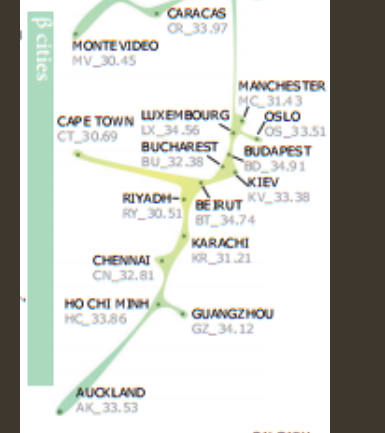 β cities
CARACAS
CR_33.97
MONTEVIDEO
MV_30.45
MANCHESTER
MC_31.43
LUXEMBOURG
LX_34.56
OSLO
OS_33.51
CAPE TOWN
CT_30.69
BUCHAREST
BU_32.38
BUDAPEST
BD_34.91
KIEV
KV_33.38
RIYADH
RY_30.51
BEIRUT
BT_34.74
KARACHI
KR_31.21
CHENNAI
CN_32.81
HO CHI MINH
HC_33.86
GUANGZHOU
GZ_34.12
AUCKLAND
AK_33.53